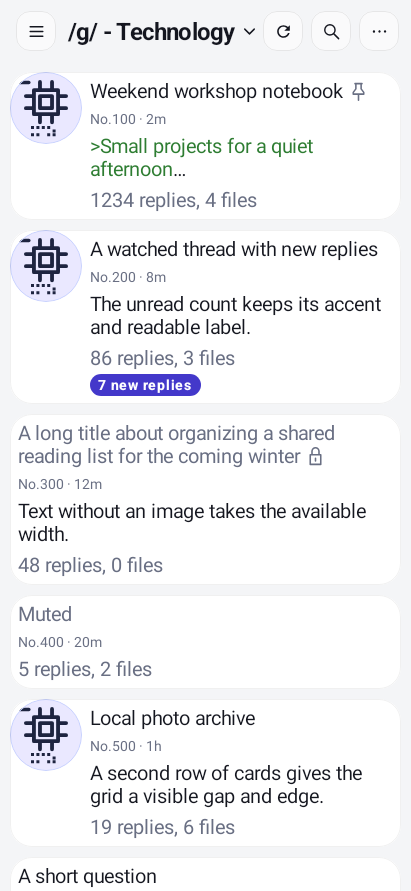 /g/ - Technology
Weekend workshop notebook
No.100 · 2m
>Small projects for a quiet
afternoon...
1234 replies, 4 files
A watched thread with new replies
No.200 · 8m
The unread count keeps its accent
and readable label.
86 replies, 3 files
7 new replies
A long title about organizing a shared
reading list for the coming winter
No.300 · 12m
Text without an image takes the available
width.
48 replies, 0 files
Muted
No.400 · 20m
5 replies, 2 files
Local photo archive
No.500 · 1h
A second row of cards gives the
grid a visible gap and edge.
19 replies, 6 files
A short question